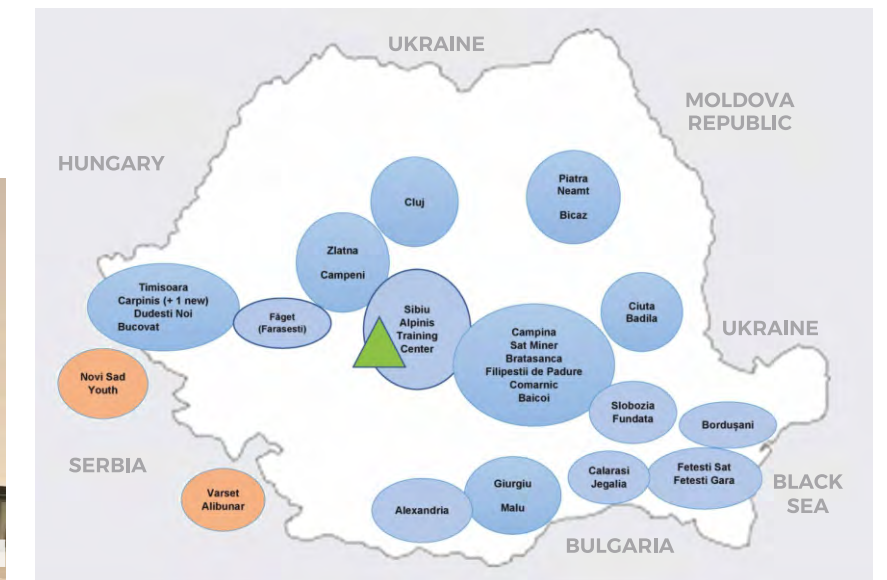 UKRAINE
MOLDOVA
REPUBLIC
HUNGARY
Piatra
Neamt
Bicaz
Cluj
Zlatna
Campeni
Timisoara
Carpinis (+ 1 new)
Dudesti Noi
Bucovat
Făget
(Farasesti)
Sibiu
Alpinis
Training
Center
Campina
Sat Miner
Bratasanca
Filipestii de Padure
Comarnic
Baicoi
Ciuta
Badila
UKRAINE
Novi Sad
Youth
Slobozia
Fundata
Bordușani
SERBIA
Varset
Alibunar
Alexandria
Giurgiu
Malu
Calarasi
Jegalia
Fetesti Sat
Fetesti Gara
BLACK
SEA
BULGARIA